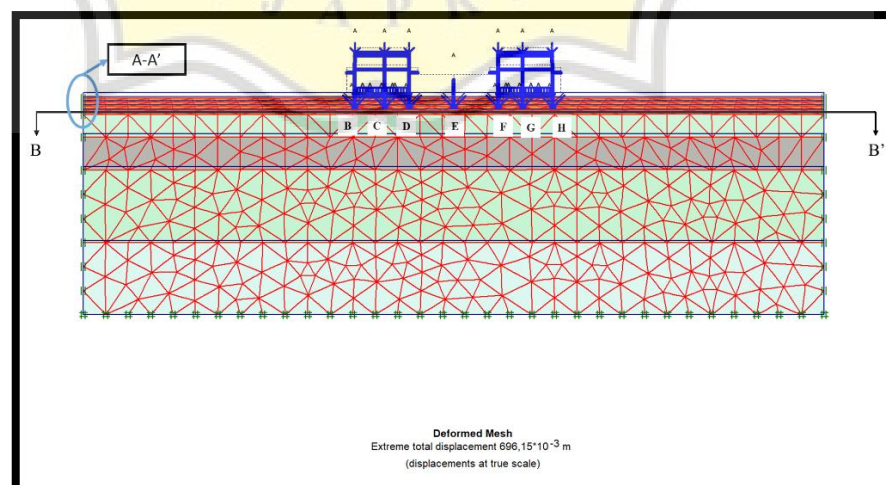 J A P K
A-A’
A A A A A A A
B C D E F G H
B B’
Deformed Mesh
Extreme total displacement 696,15*10⁻³ m
(displacements at true scale)